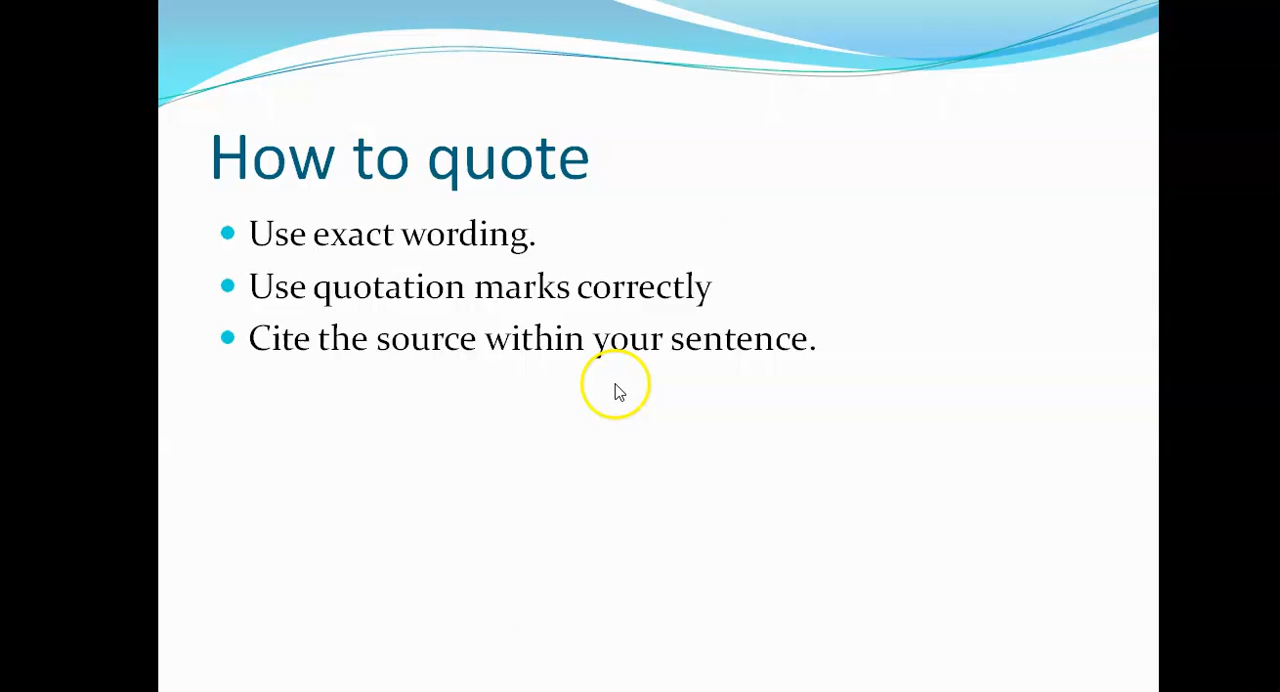 How to quote
Use exact wording.
Use quotation marks correctly
Cite the source within your sentence.